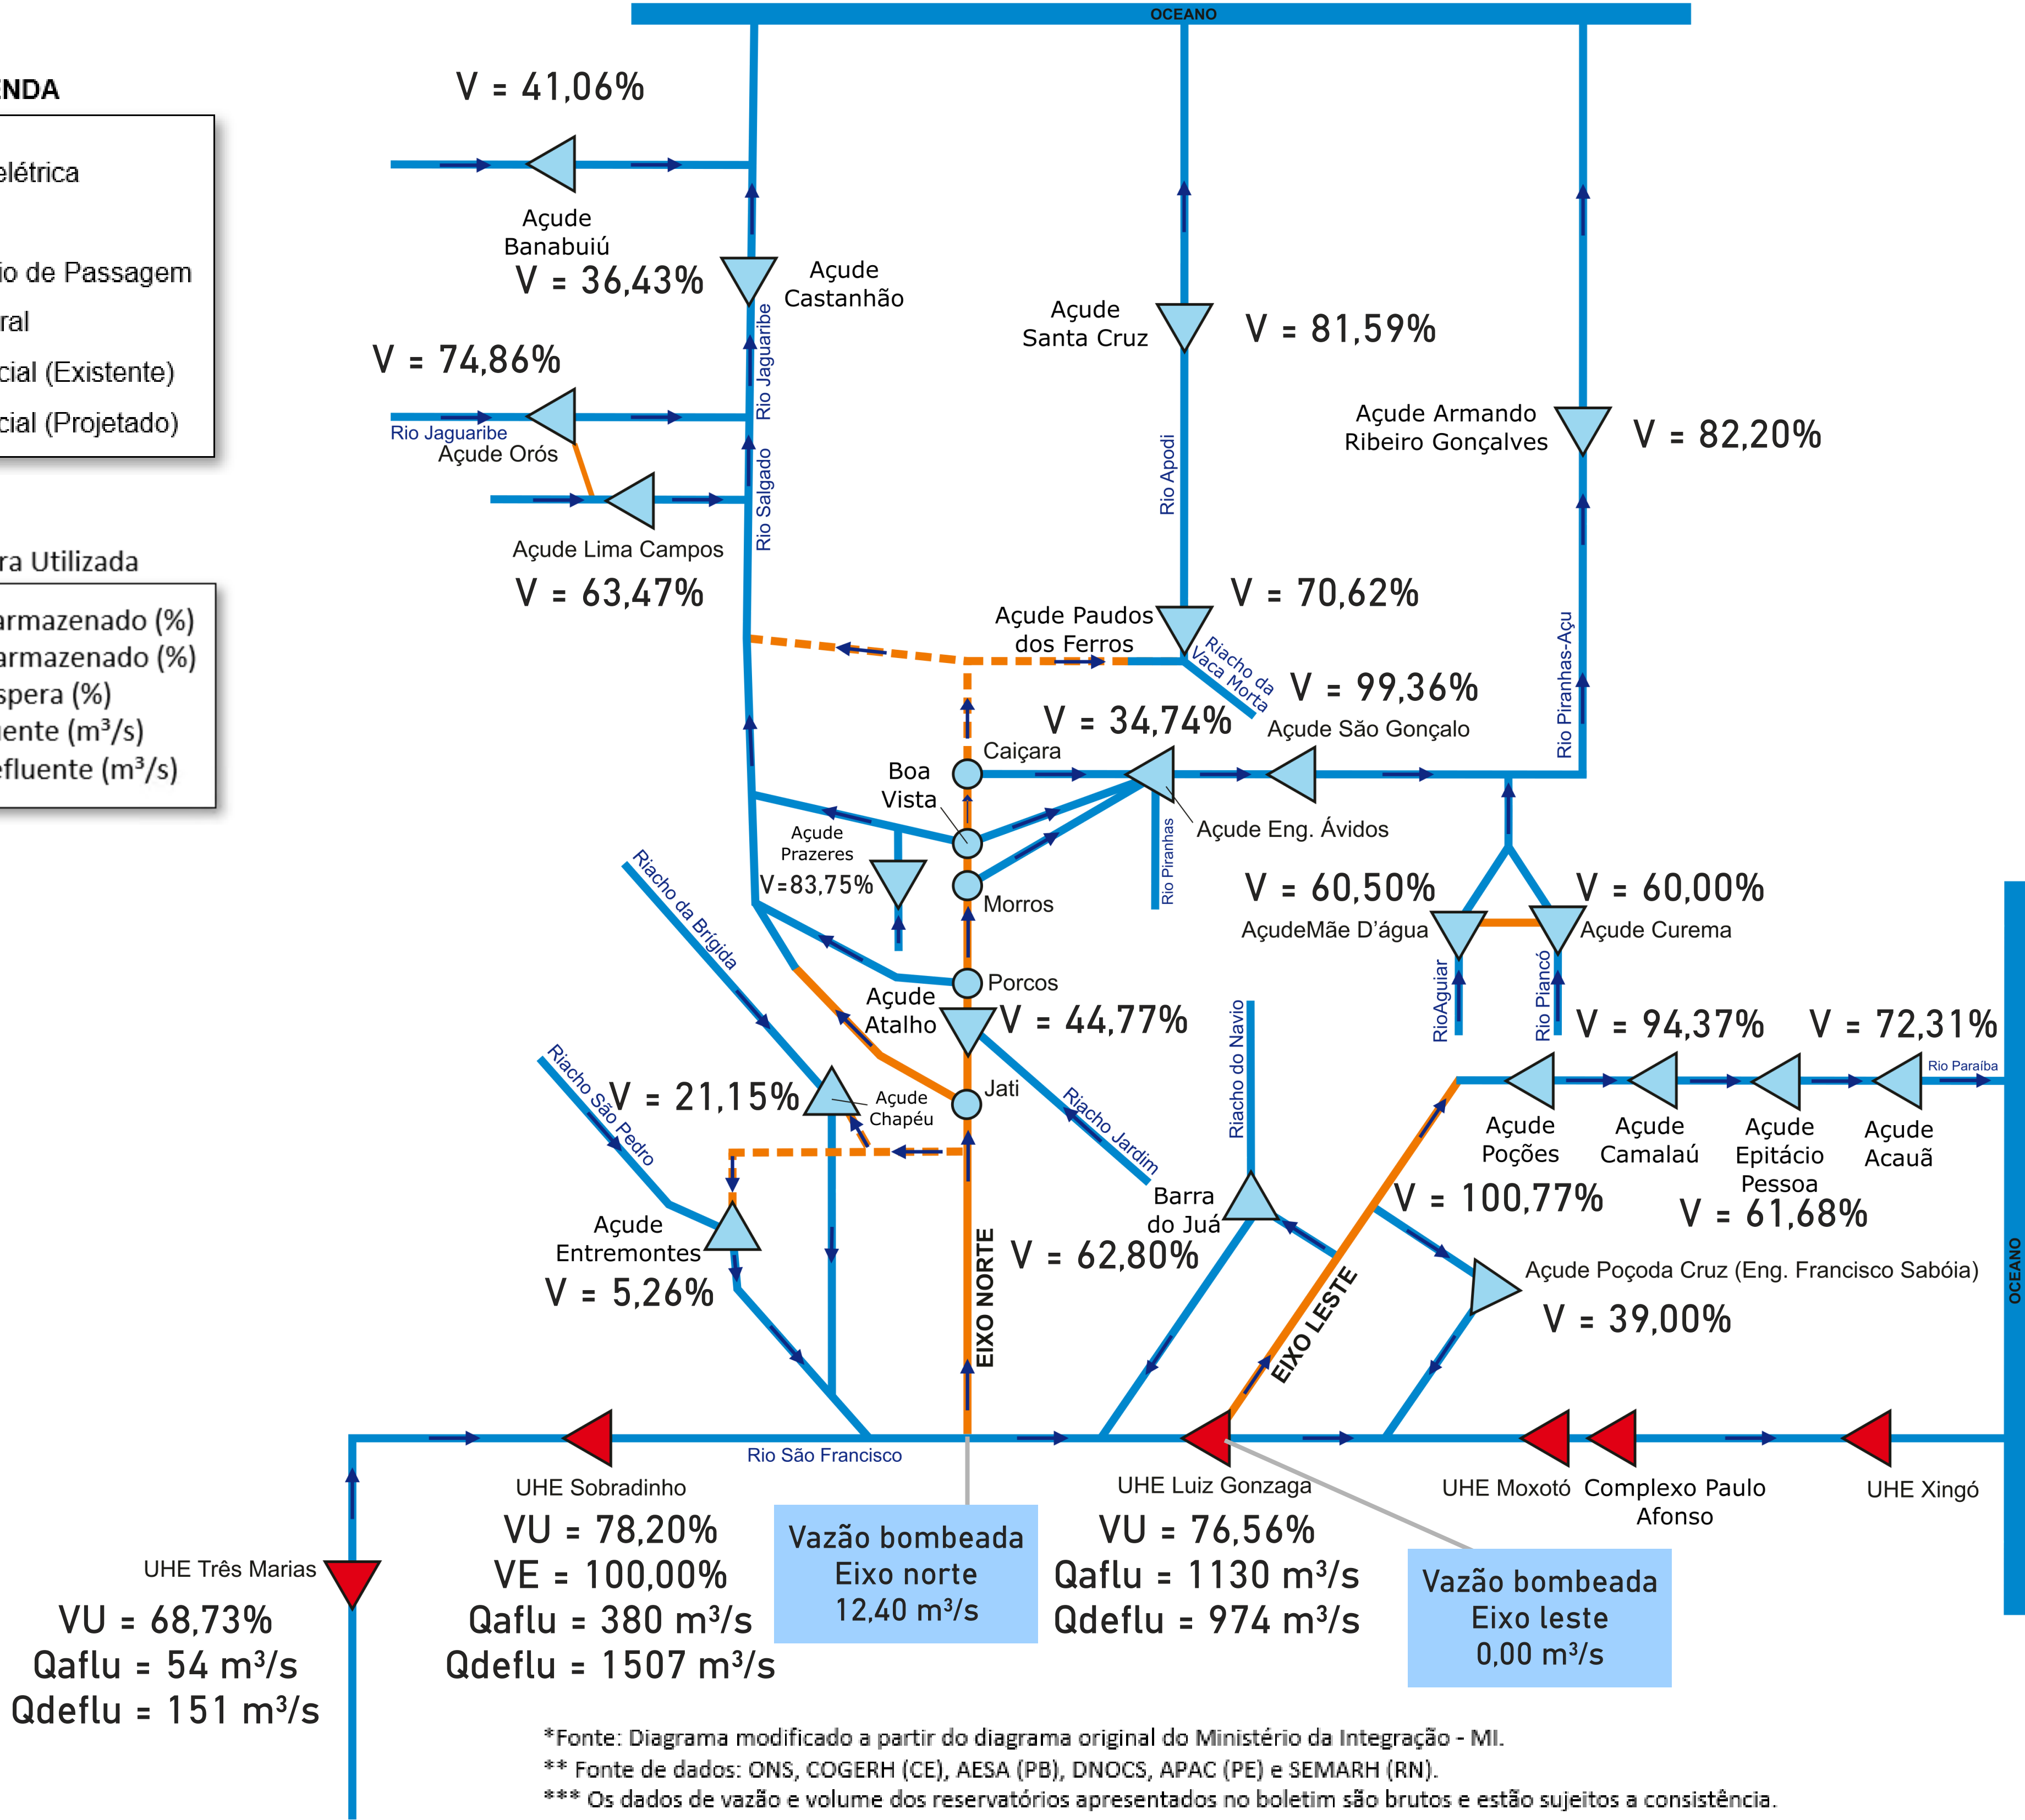 OCEANO
V = 41,06%
ENDA
elétrica
Açude
Banabuiú
io de Passagem
V = 36,43%
Açude
Castanhão
ral
Açude
Santa Cruz
V = 81,59%
Rio Jaguaribe
V = 74,86%
cial (Existente)
cial (Projetado)
Rio Jaguaribe
Açude Orós
Açude Armando
Ribeiro Gonçalves
V = 82,20%
Rio Apodi
Rio Salgado
Açude Lima Campos
V = 63,47%
ra Utilizada
armazenado (%)
armazenado (%)
spera (%)
uente (m³/s)
efluente (m³/s)
Açude Paudos
dos Ferros
V = 70,62%
Riacho da
Vaca Morta
Rio Piranhas-Açu
V = 99,36%
V = 34,74%
Açude São Gonçalo
Caiçara
Boa
Vista
Açude Eng. Ávidos
Rio Piranhas
Açude
Prazeres
V=83,75%
Morros
Riacho da Brígida
V = 60,50%
AçudeMãe D'água
V = 60,00%
Açude Curema
Porcos
Açude
Atalho
V = 44,77%
RioAguiar
Rio Piancó
V = 94,37%
V = 72,31%
Rio Paraíba
Riacho do Navio
Riacho São Pedro
V = 21,15%
Açude
Chapéu
Jati
Riacho Jardim
Açude
Poções
Açude
Camalaú
Açude
Epitácio
Pessoa
Açude
Acauã
V = 100,77%
V = 61,68%
Barra
do Juá
V = 62,80%
Açude
Entremontes
V = 5,26%
EIXO NORTE
EIXO LESTE
Açude Poçoda Cruz (Eng. Francisco Sabóia)
V = 39,00%
OCEANO
Rio São Francisco
UHE Sobradinho
VU = 78,20%
VE = 100,00%
Qaflu = 380 m³/s
Qdeflu = 1507 m³/s
Vazão bombeada
Eixo norte
12,40 m³/s
UHE Luiz Gonzaga
VU = 76,56%
Qaflu = 1130 m³/s
Qdeflu = 974 m³/s
UHE Moxotó
Complexo Paulo
Afonso
UHE Xingó
Vazão bombeada
Eixo leste
0,00 m³/s
UHE Três Marias
VU = 68,73%
Qaflu = 54 m³/s
Qdeflu = 151 m³/s
*Fonte: Diagrama modificado a partir do diagrama original do Ministério da Integração - MI.
** Fonte de dados: ONS, COGERH (CE), AESA (PB), DNOCS, APAC (PE) e SEMARH (RN).
*** Os dados de vazão e volume dos reservatórios apresentados no boletim são brutos e estão sujeitos a consistência.